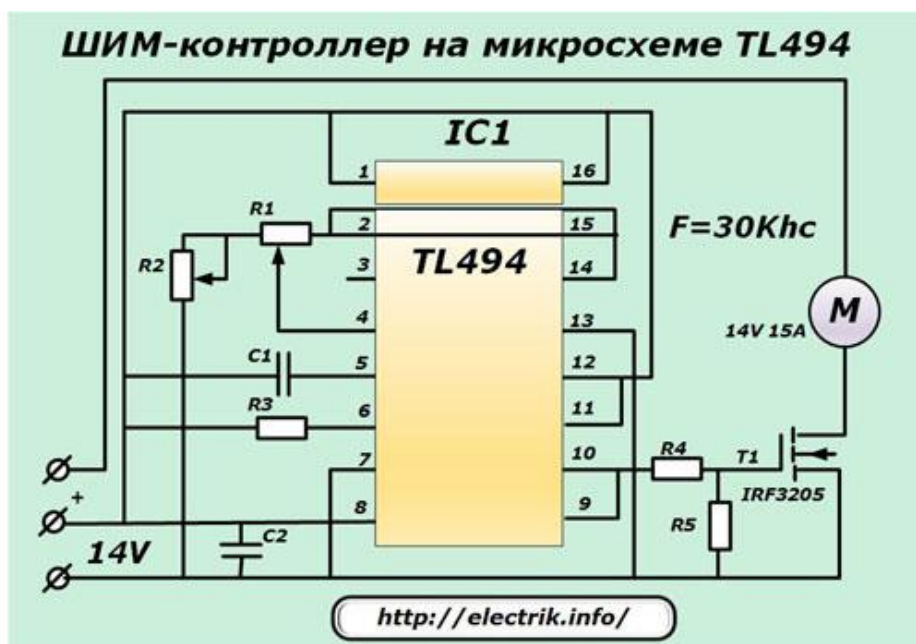 ШИМ-контроллер на микросхеме TL494
IC1
1
16
R1
2
15
F=30Khc
R2
TL494
3
14
M
4
13
14V 15A
C1
5
12
R3
6
11
7
10
R4
T1
IRF3205
+
8
9
R5
14V
C2
http://electrik.info/